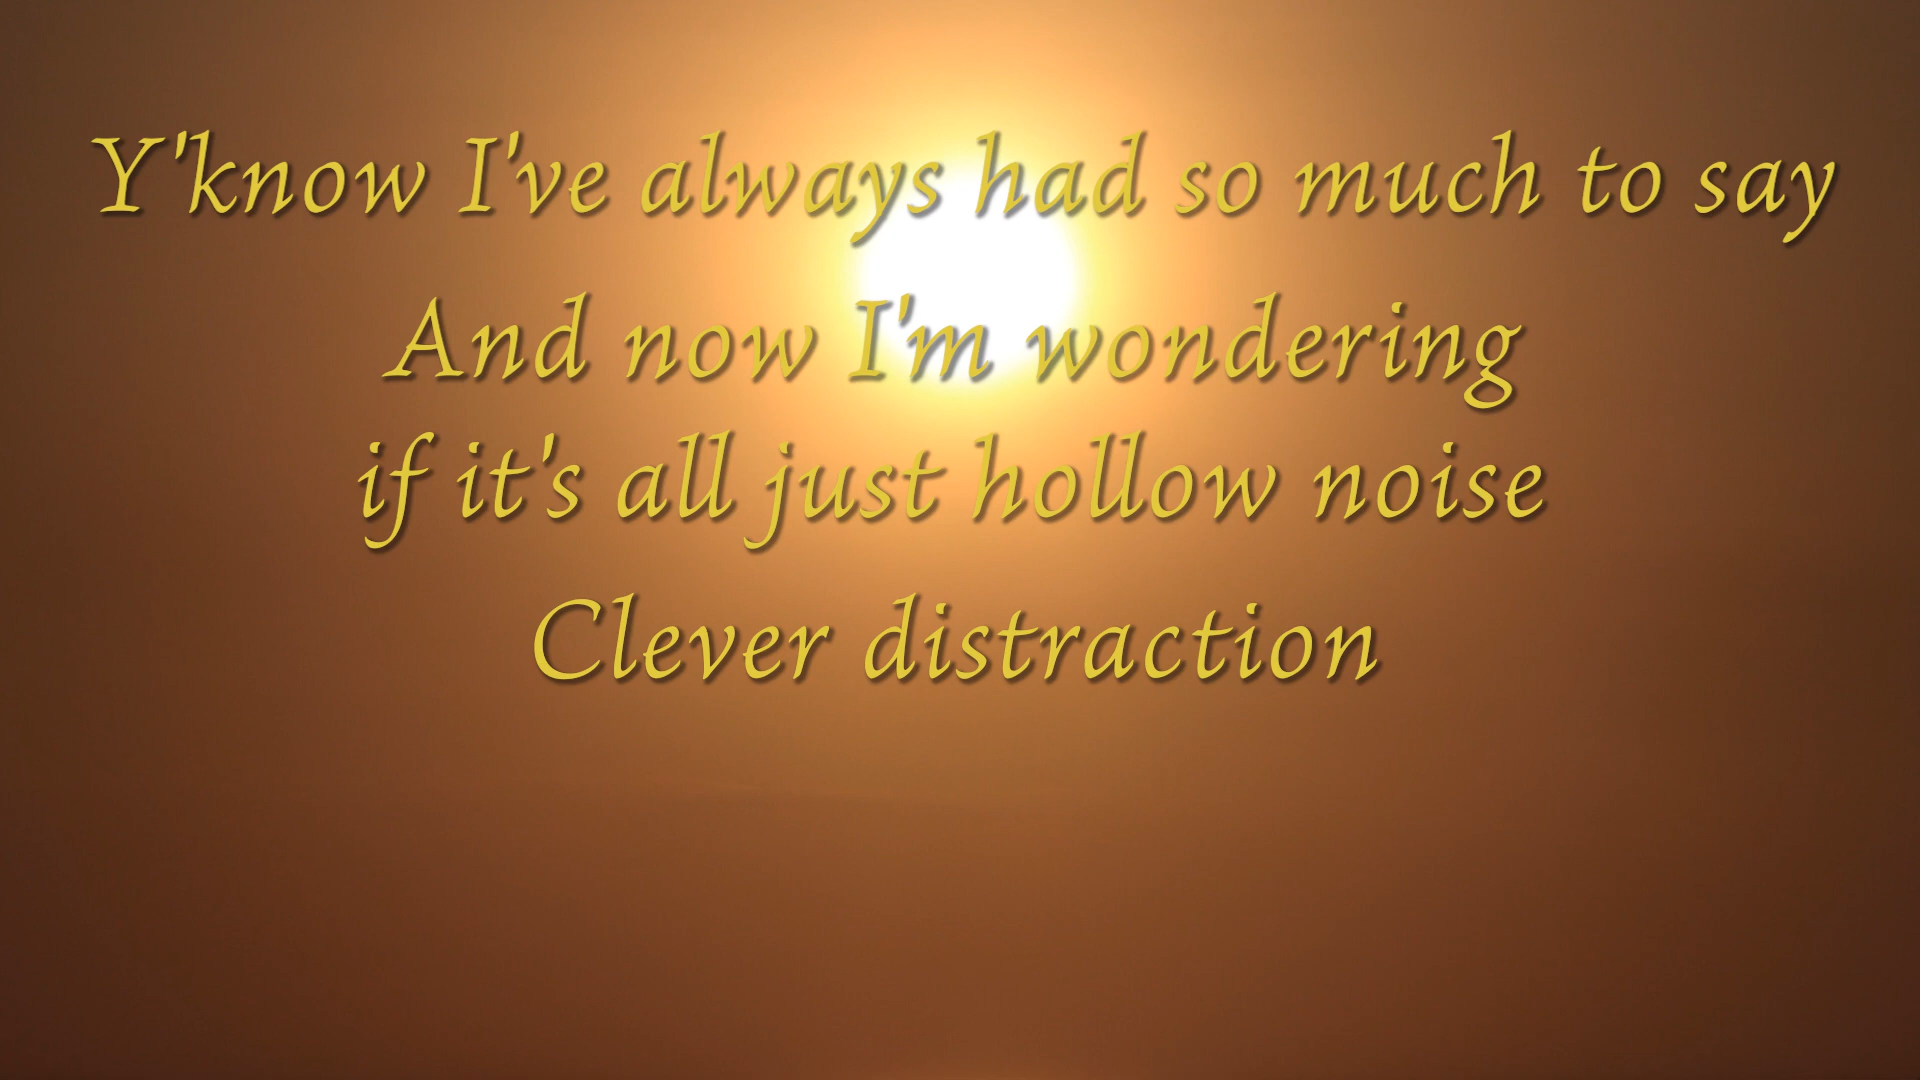 Y'know I've always had so much to say
And now I'm wondering
if it's all just hollow noise
Clever distraction